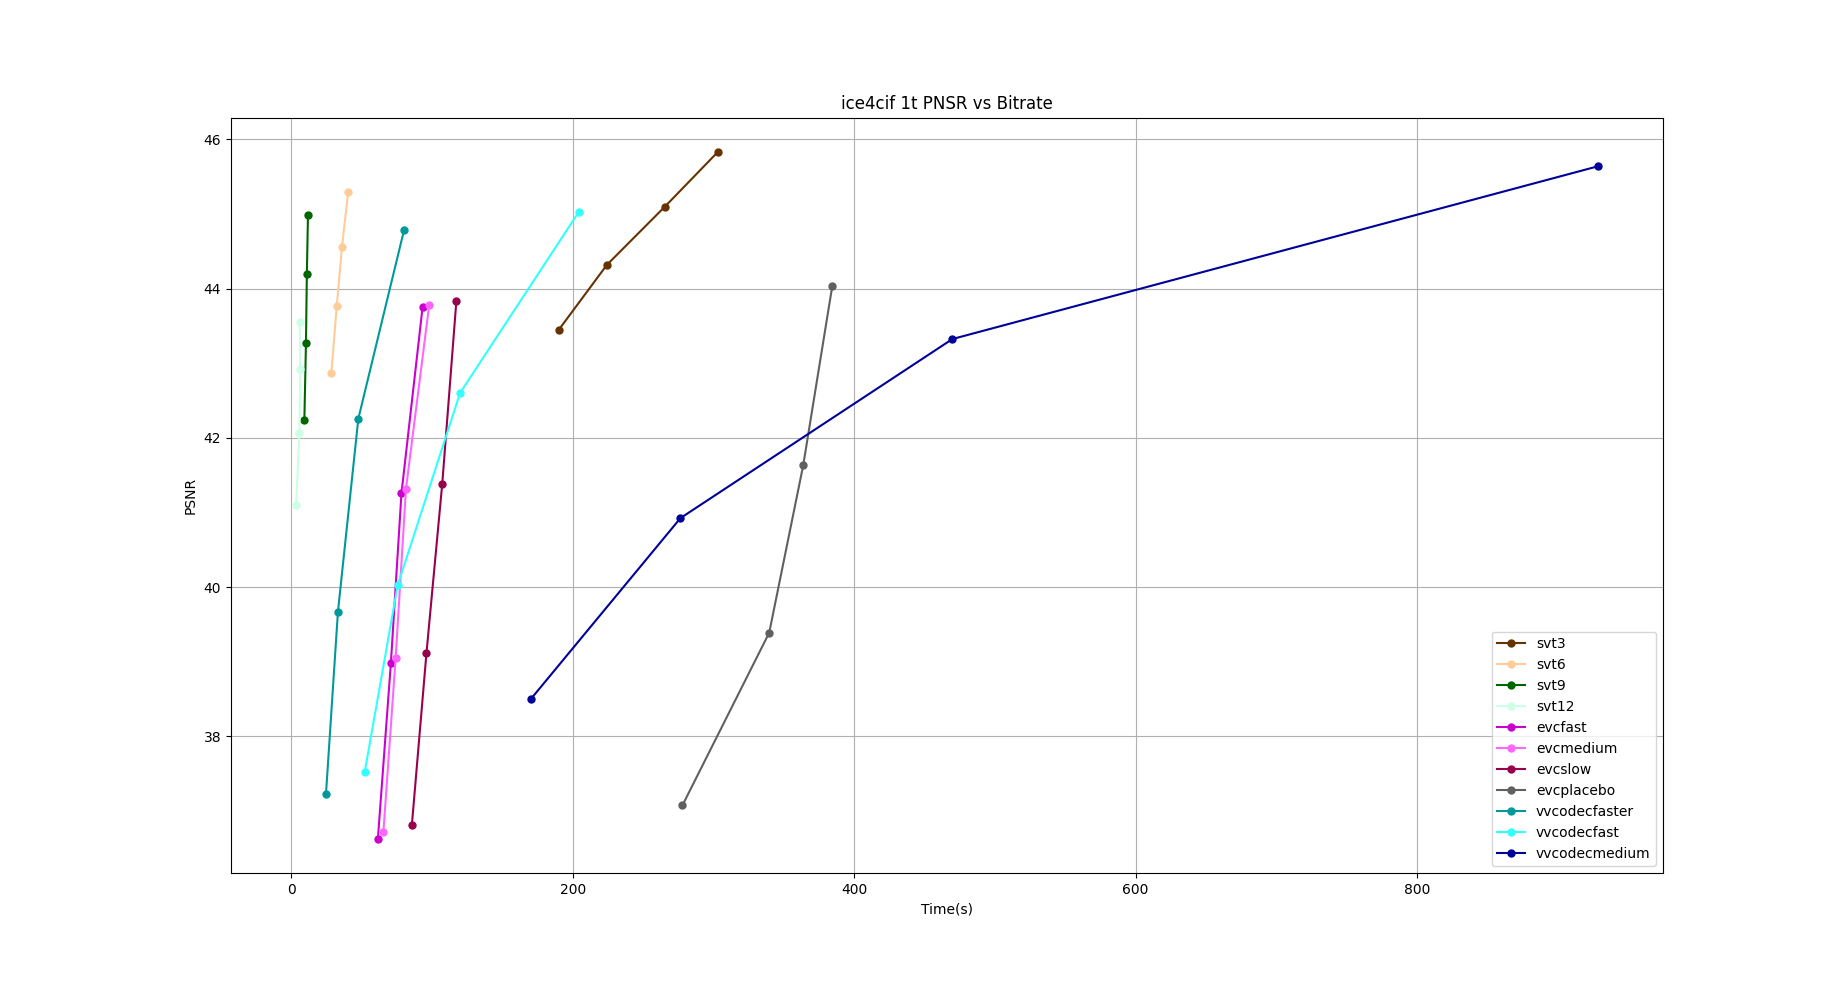 ice4cif 1t PNSR vs Bitrate
46
44
42
40
38
PSNR
0
200
400
600
800
Time(s)
svt3
svt6
svt9
svt12
evcfast
evcmedium
evcslow
evcplacebo
vvcodecfaster
vvcodecfast
vvcodecmedium